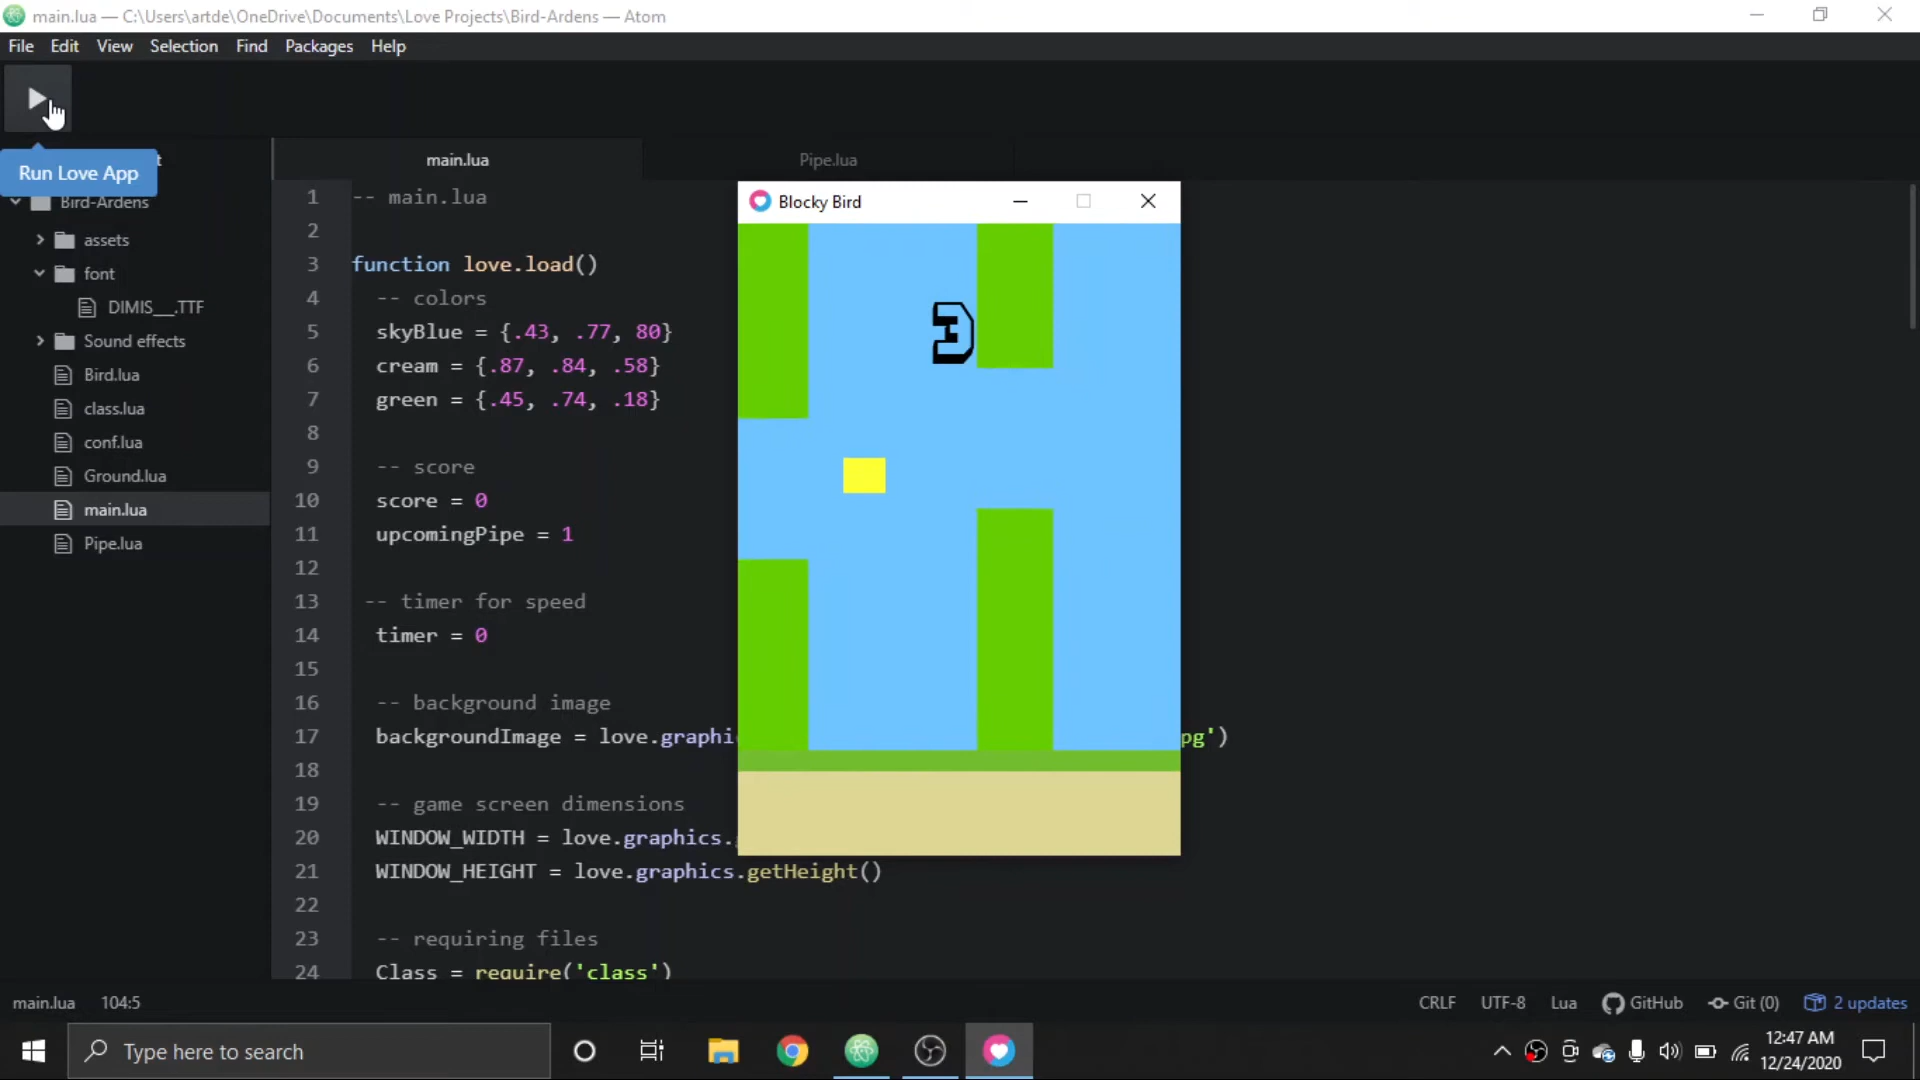 main.lua — C:\Users\artde\OneDrive\Documents\Love Projects\Bird-Ardens — Atom
File Edit View Selection Find Packages Help
Run Love App
main.lua
Pipe.lua
Bird-Ardens
assets
font
DIMIS__.TTF
Sound effects
Bird.lua
class.lua
conf.lua
Ground.lua
main.lua
Pipe.lua
1 -- main.lua
2
3 function love.load()
4 -- colors
5 skyBlue = {.43, .77, 80}
6 cream = {.87, .84, .58}
7 green = {.45, .74, .18}
8
9 -- score
10 score = 0
11 upcomingPipe = 1
12
13 -- timer for speed
14 timer = 0
15
16 -- background image
17 backgroundImage = love.graphi pg')
18
19 -- game screen dimensions
20 WINDOW_WIDTH = love.graphics.
21 WINDOW_HEIGHT = love.graphics.getHeight()
22
23 -- requiring files
24 Class = require('class')
Blocky Bird
3
main.lua 104:5
CRLF UTF-8 Lua GitHub Git (0) 2 updates
Type here to search
12:47 AM
12/24/2020